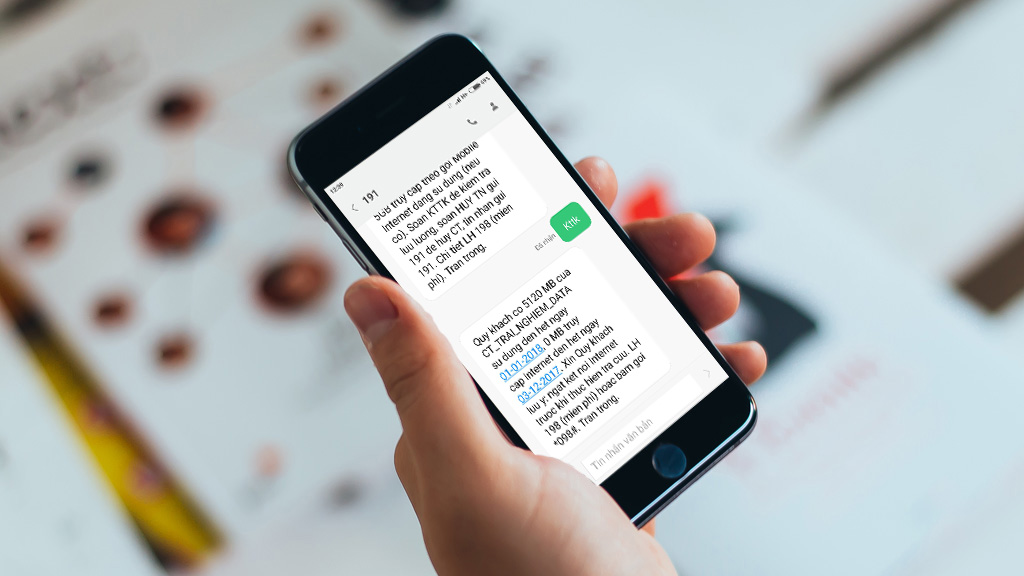 191
truy cap theo goi Mobile
Internet dang su dung (neu
co). Soan KTTK de kiem tra
luu luong, soan HUY TN gui
191 de huy CT, tin nhan gui
191. Chi tiet LH 198 (mien
phi). Tran trong.
Kttk
Đã nhận
Quy khach co 5120 MB cua
CT_TRAI_NGHIEM_DATA
su dung den het ngay
01-01-2018, 0 MB truy
cap internet den het ngay
03-12-2017. Xin Quy khach
luu y: ngat ket noi internet
truoc khi thuc hien tra cuu. LH
198 (mien phi) hoac bam goi
*098#. Tran trong.
Tin nhắn văn bản